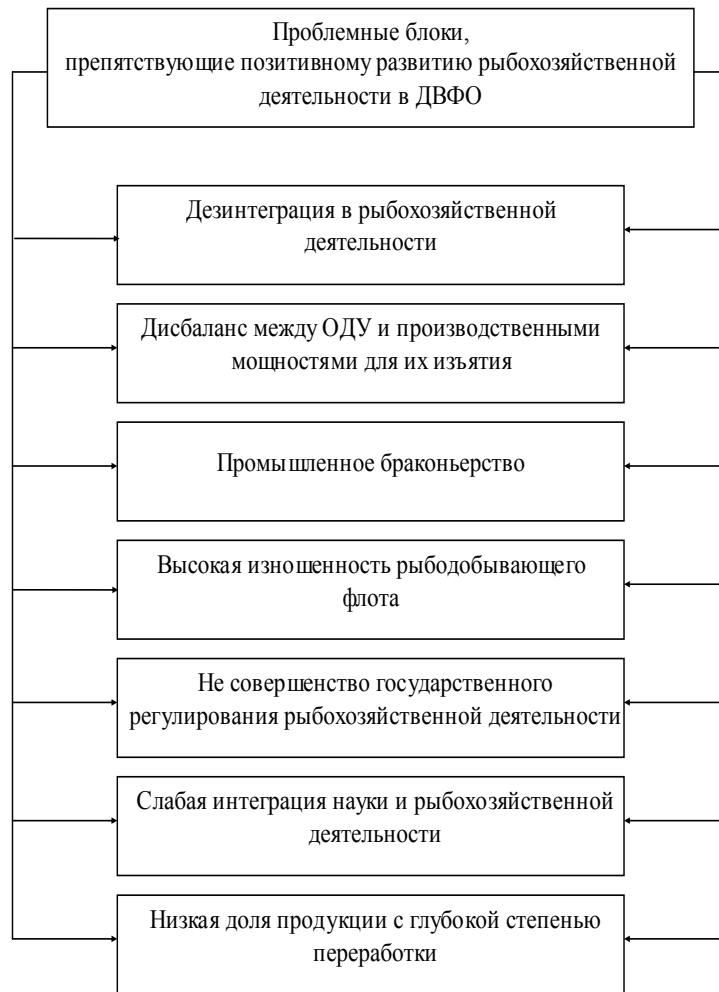 Проблемные блоки,
препятствующие позитивному развитию рыбохозяйственной
деятельности в ДВФО
Дезинтеграция в рыбохозяйственной
деятельности
Дисбаланс между ОДУ и производственными
мощностями для их изъятия
Промышленное браконьерство
Высокая изношенность рыбодобывающего
флота
Не совершенство государственного
регулирования рыбохозяйственной деятельности
Слабая интеграция науки и рыбохозяйственной
деятельности
Низкая доля продукции с глубокой степенью
переработки